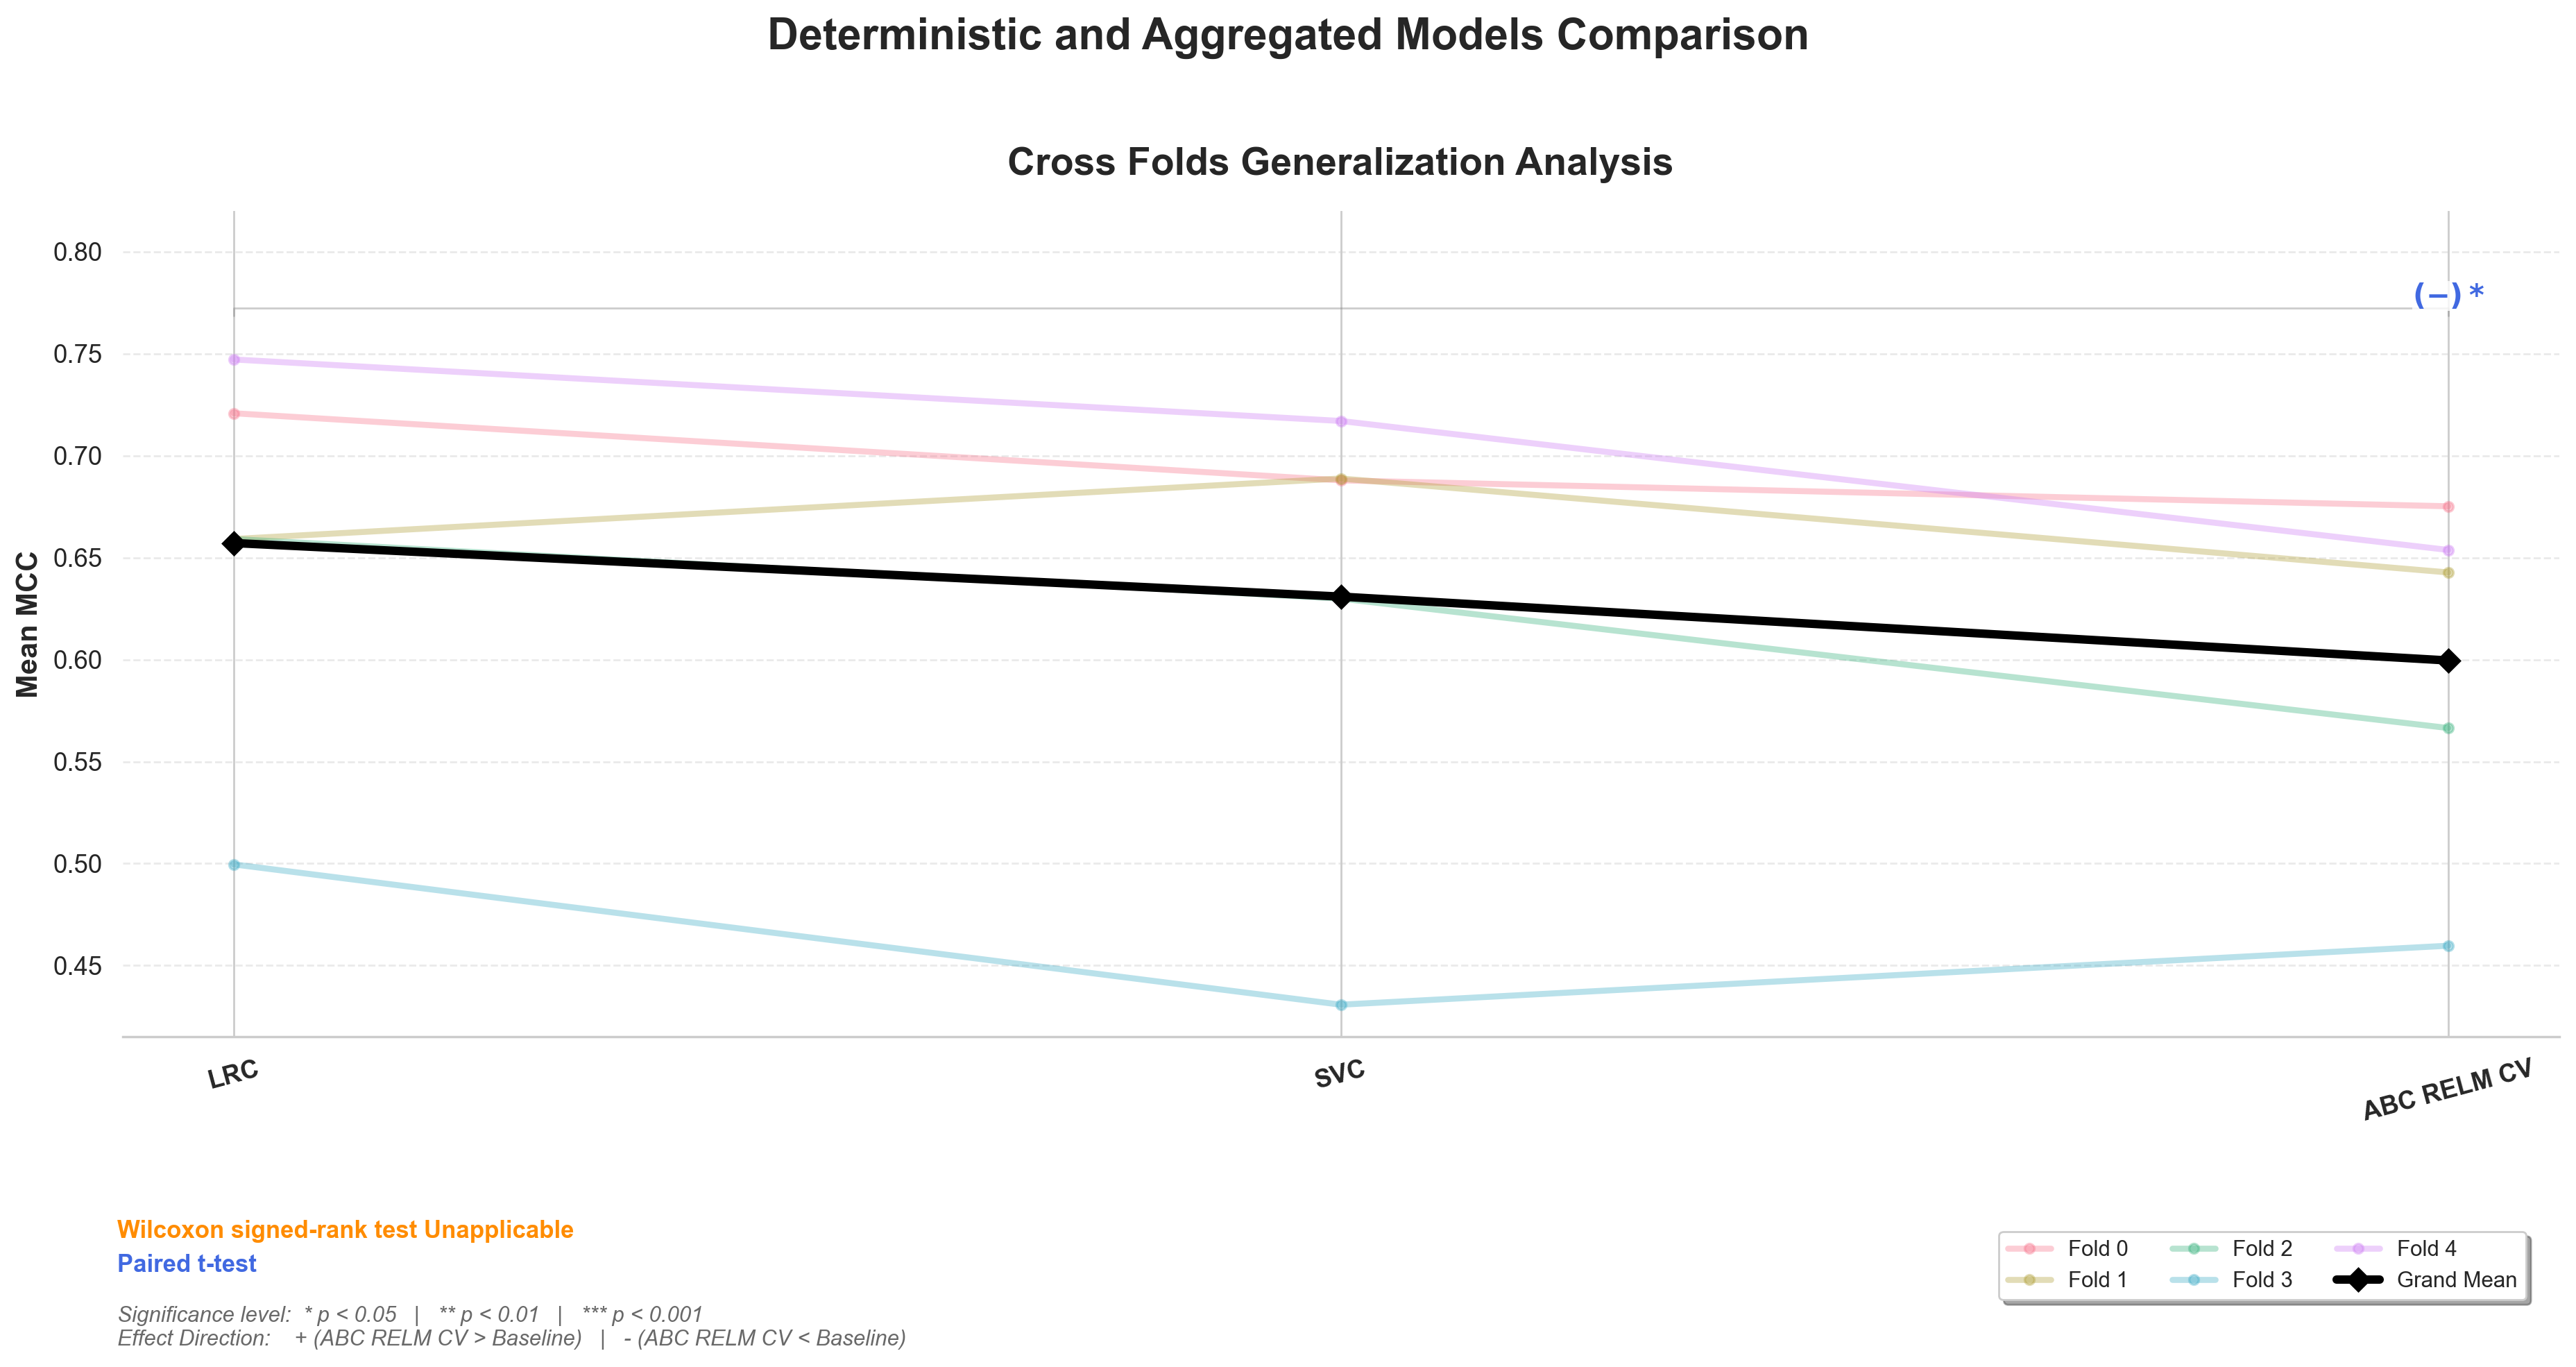 Deterministic and Aggregated Models Comparison
Cross Folds Generalization Analysis
Mean MCC
0.80
0.75
0.70
0.65
0.60
0.55
0.50
0.45
(−) *
LRC
SVC
ABC RELM CV
Wilcoxon signed-rank test Unapplicable
Paired t-test
Significance level: * p < 0.05 | ** p < 0.01 | *** p < 0.001
Effect Direction: + (ABC RELM CV > Baseline) | - (ABC RELM CV < Baseline)
Fold 0
Fold 1
Fold 2
Fold 3
Fold 4
Grand Mean